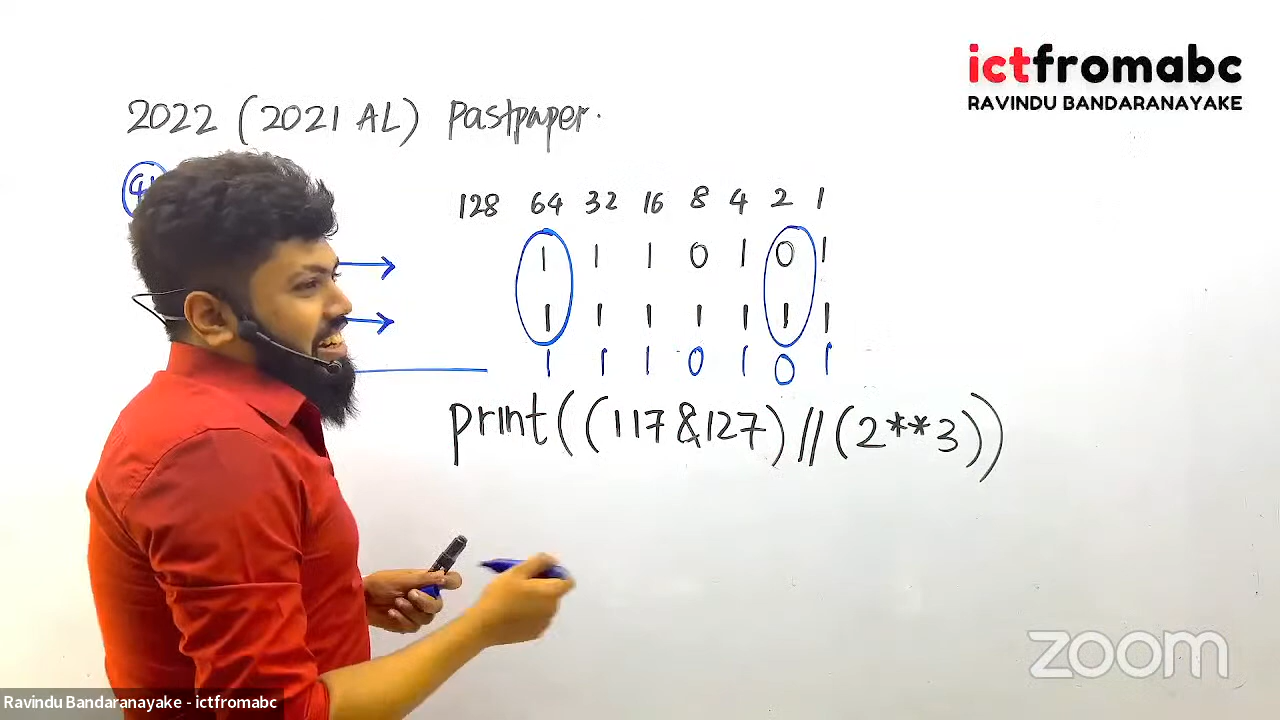 ictfromabc
RAVINDU BANDARANAYAKE
2022 (2021 AL) Pastpaper.
128 64 32 16 8 4 2 1
1 1 1 0 1 0 1
1 1 1 1 1 1 1
1 1 1 0 1 0 1
print((117&127)//(2**3))
zoom
Ravindu Bandaranayake - ictfromabc